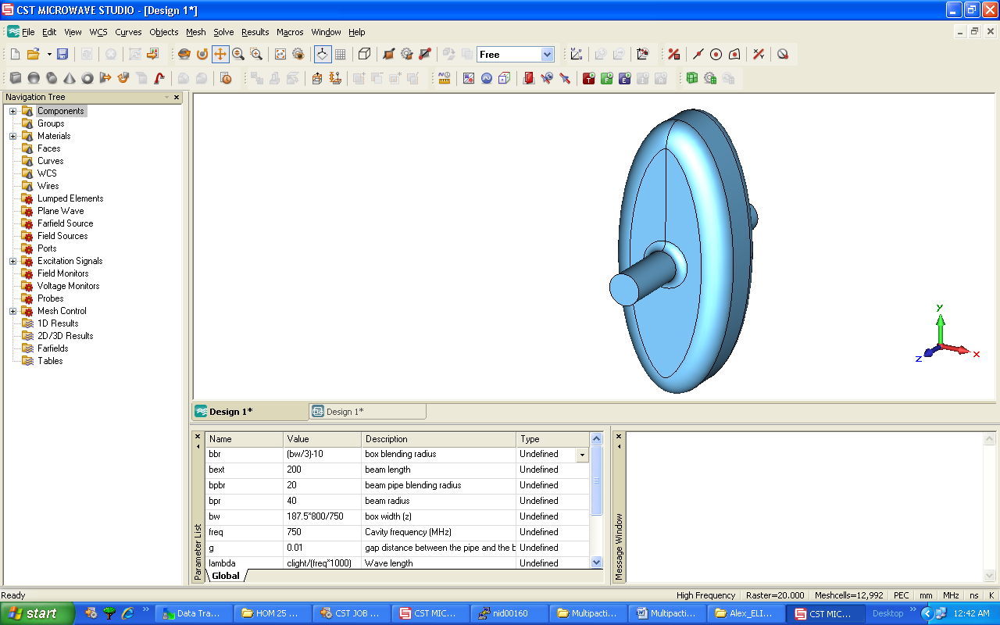 CST MICROWAVE STUDIO - [Design 1*]
File Edit View WCS Curves Objects Mesh Solve Results Macros Window Help
Free
Navigation Tree
Components
Groups
Materials
Faces
Curves
WCS
Wires
Lumped Elements
Plane Wave
Farfield Source
Field Sources
Ports
Excitation Signals
Field Monitors
Voltage Monitors
Probes
Mesh Control
1D Results
2D/3D Results
Farfields
Tables
y
x
z
Design 1* Design 1*
Parameter List
Name Value Description Type
bbr (bw/3)-10 box blending radius Undefined
bext 200 beam length Undefined
bpbr 20 beam pipe blending radius Undefined
bpr 40 beam radius Undefined
bw 187.5*800/750 box width (z) Undefined
freq 750 Cavity frequency (MHz) Undefined
g 0.01 gap distance between the pipe and the b Undefined
lambda clight/(freq*1000) Wave length Undefined
Global
Message Window
Ready High Frequency Raster=20.000 Meshcells=12,992 PEC mm MHz ns K
start Data Tra... HOM 25 ... CST JOB ... CST MIC... nid00160 Multipacti... Multipacti... Alex_ELI... CST MIC... Desktop 12:42 AM